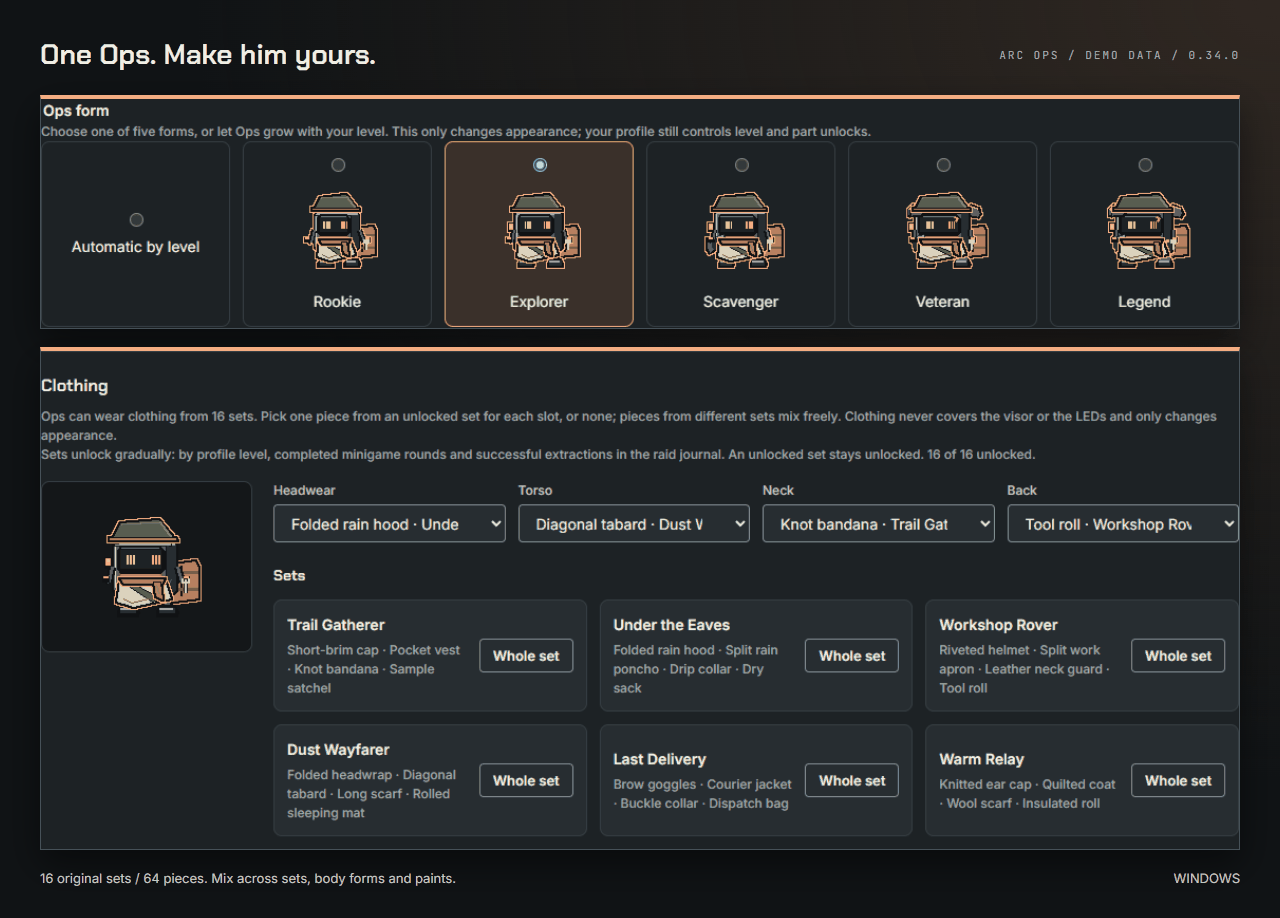 One Ops. Make him yours.
ARC OPS / DEMO DATA / 0.34.0
Ops form
Choose one of five forms, or let Ops grow with your level. This only changes appearance; your profile still controls level and part unlocks.
Automatic by level
Rookie
Explorer
Scavenger
Veteran
Legend
Clothing
Ops can wear clothing from 16 sets. Pick one piece from an unlocked set for each slot, or none; pieces from different sets mix freely. Clothing never covers the visor or the LEDs and only changes
appearance.
Sets unlock gradually: by profile level, completed minigame rounds and successful extractions in the raid journal. An unlocked set stays unlocked. 16 of 16 unlocked.
Headwear
Torso
Neck
Back
Folded rain hood · Unde
Diagonal tabard · Dust W
Knot bandana · Trail Gat
Tool roll · Workshop Rov
Sets
Trail Gatherer
Short-brim cap · Pocket vest
· Knot bandana · Sample
satchel
Whole set
Under the Eaves
Folded rain hood · Split rain
poncho · Drip collar · Dry
sack
Whole set
Workshop Rover
Riveted helmet · Split work
apron · Leather neck guard ·
Tool roll
Whole set
Dust Wayfarer
Folded headwrap · Diagonal
tabard · Long scarf · Rolled
sleeping mat
Whole set
Last Delivery
Brow goggles · Courier jacket
· Buckle collar · Dispatch bag
Whole set
Warm Relay
Knitted ear cap · Quilted coat
· Wool scarf · Insulated roll
Whole set
16 original sets / 64 pieces. Mix across sets, body forms and paints.
WINDOWS